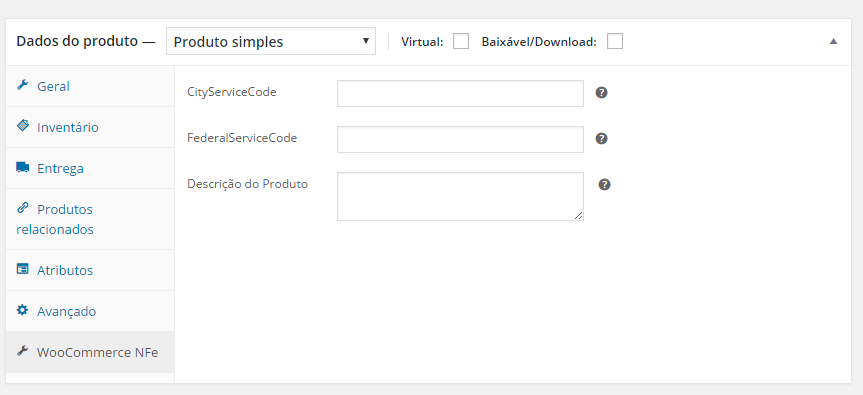 Dados do produto — Produto simples Virtual: Baixável/Download:
Geral
Inventário
Entrega
Produtos
relacionados
Atributos
Avançado
WooCommerce NFe
CityServiceCode
FederalServiceCode
Descrição do Produto